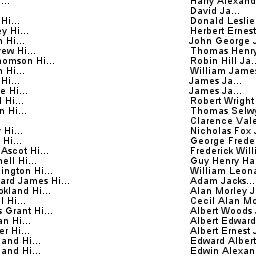 ... Harry Alexand
David Ja...
Hi... Donald Leslie
ey Hi... Herbert Ernest
n Hi... John George J
rew Hi... Thomas Henry
homson Hi... Robin Hill Ja...
n Hi... William James
Hi... James Ja...
e Hi... James Ja...
l Hi... Robert Wright
n Hi... Thomas Selwy
Clarence Vale
r Hi... Nicholas Fox J
Hi... George Frede
Ascot Hi... Frederick Willi
nell Hi... Guy Henry Ha
ington Hi... William Leona
ard James Hi... Adam Jacks...
okland Hi... Alan Morley J
l Hi... Cecil Alan Mo
s Grant Hi... Albert Woods J
an Hi... Albert Edward
er Hi... Albert Ernest J
land Hi... Edward Albert
land Hi... Edwin Alexan